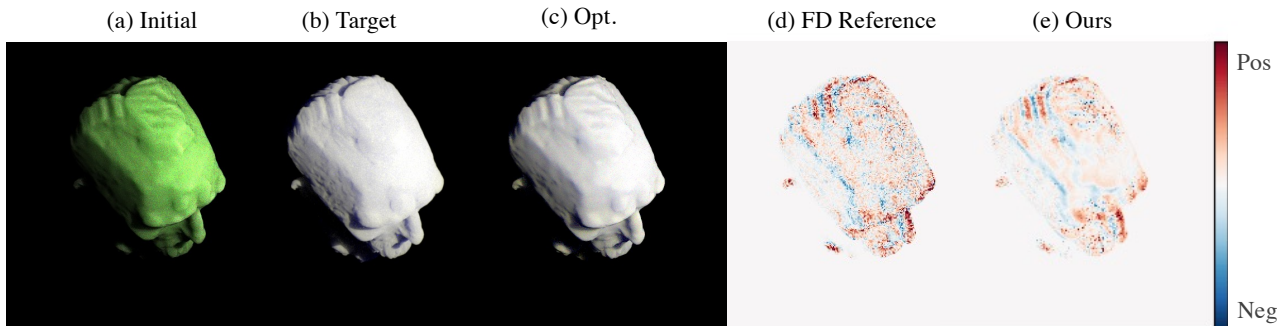 (a) Initial
(b) Target
(c) Opt.
(d) FD Reference
(e) Ours
Pos
Neg